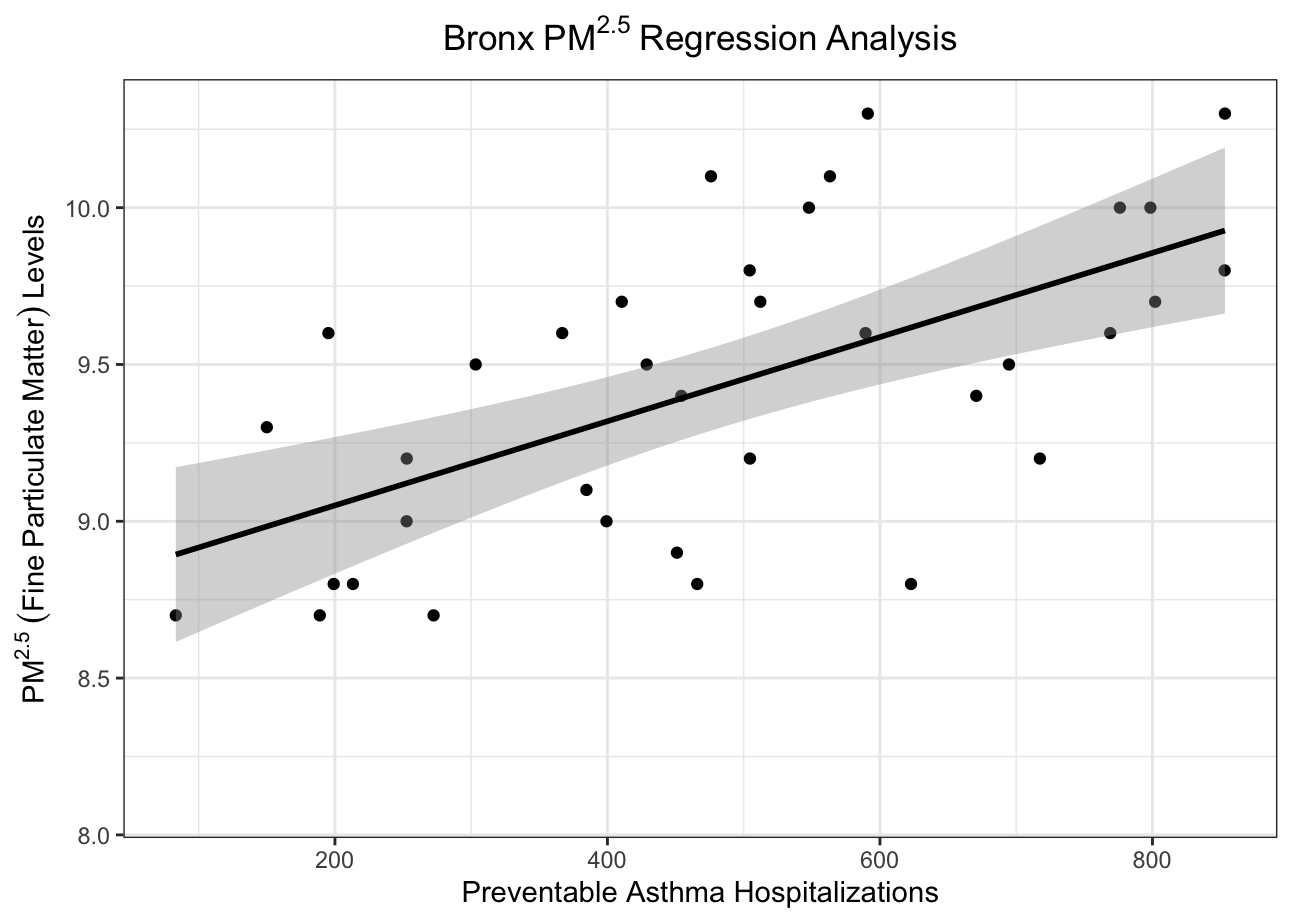 Bronx PM2.5 Regression Analysis
PM2.5 (Fine Particulate Matter) Levels
10.0
9.5
9.0
8.5
8.0
200 400 600 800
Preventable Asthma Hospitalizations